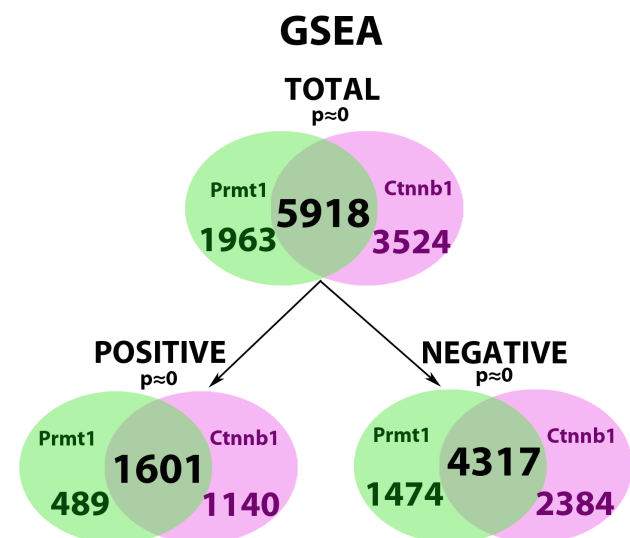 GSEA
TOTAL
p≈0
Prmt1
Ctnnb1
5918
1963
3524
POSITIVE
p≈0
NEGATIVE
p≈0
Prmt1
Ctnnb1
1601
489
1140
Prmt1
Ctnnb1
4317
1474
2384